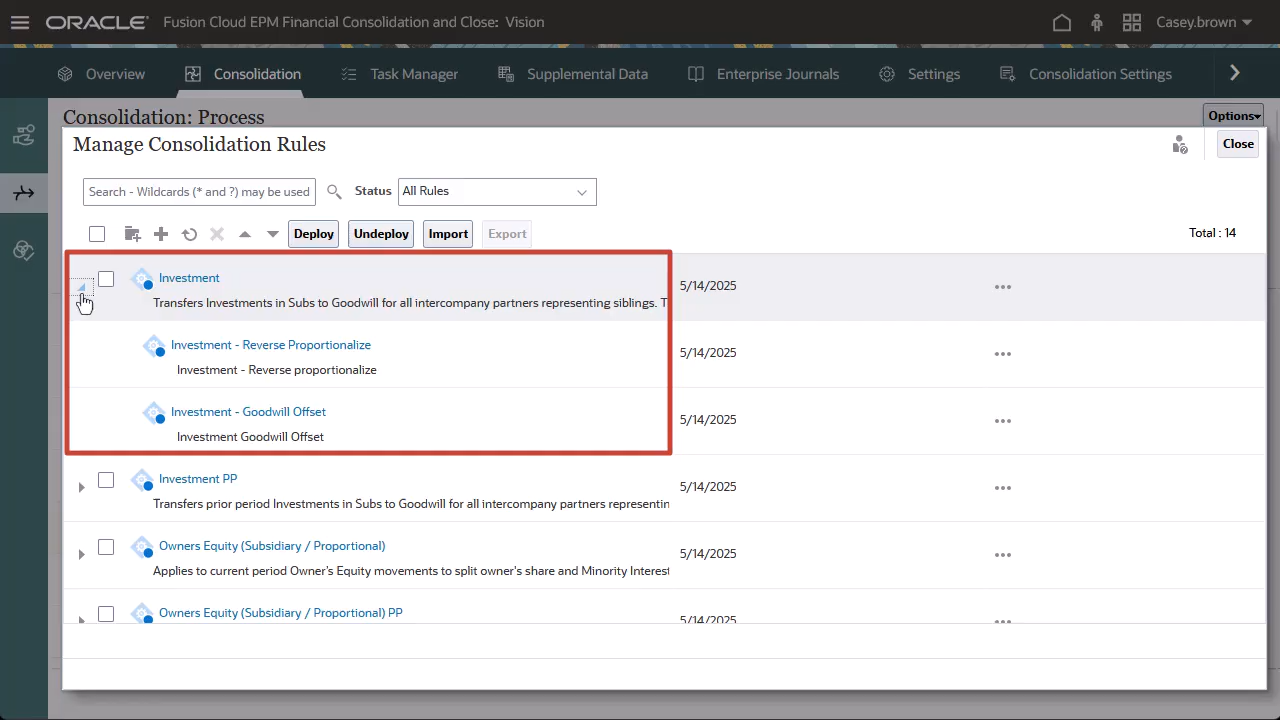 ORACLE Fusion Cloud EPM Financial Consolidation and Close: Vision Casey.brown
Overview Consolidation Task Manager Supplemental Data Enterprise Journals Settings Consolidation Settings
Consolidation: Process Options
Manage Consolidation Rules Close
Search - Wildcards (* and ?) may be used Status All Rules
Deploy Undeploy Import Export Total : 14
Investment
5/14/2025
Transfers Investments in Subs to Goodwill for all intercompany partners representing siblings. T
Investment - Reverse Proportionalize
5/14/2025
Investment - Reverse proportionalize
Investment - Goodwill Offset
5/14/2025
Investment Goodwill Offset
Investment PP
5/14/2025
Transfers prior period Investments in Subs to Goodwill for all intercompany partners representin
Owners Equity (Subsidiary / Proportional)
5/14/2025
Applies to current period Owner's Equity movements to split owner's share and Minority Interest
Owners Equity (Subsidiary / Proportional) PP
5/14/2025